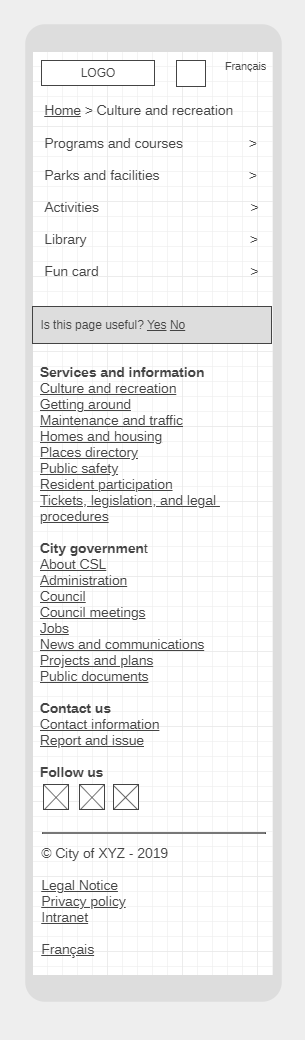 LOGO
Français
Home > Culture and recreation
Programs and courses >
Parks and facilities >
Activities >
Library >
Fun card >
Is this page useful? Yes No
Services and information
Culture and recreation
Getting around
Maintenance and traffic
Homes and housing
Places directory
Public safety
Resident participation
Tickets, legislation, and legal
procedures
City government
About CSL
Administration
Council
Council meetings
Jobs
News and communications
Projects and plans
Public documents
Contact us
Contact information
Report and issue
Follow us
© City of XYZ - 2019
Legal Notice
Privacy policy
Intranet
Français